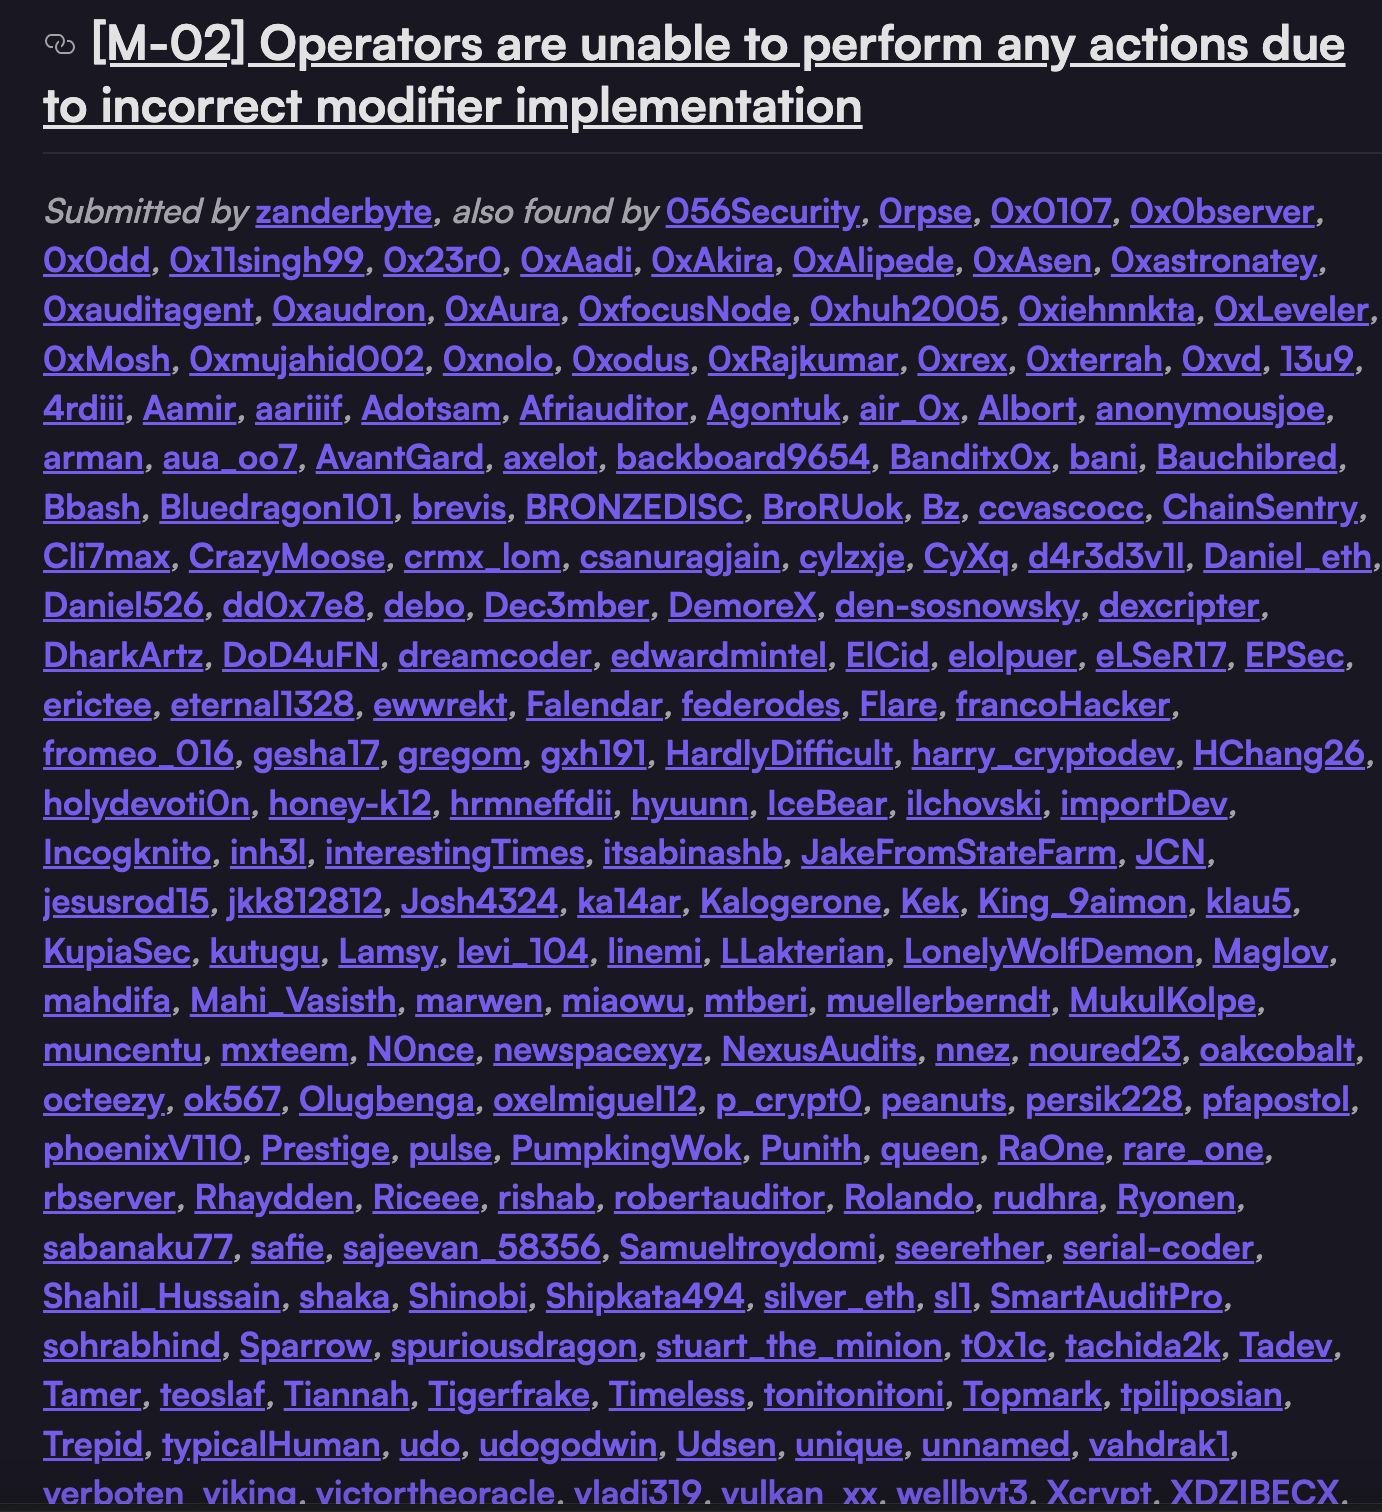 [M-02] Operators are unable to perform any actions due
to incorrect modifier implementation
Submitted by zanderbyte, also found by 056Security, 0rpse, 0x0107, 0x0bserver,
0x0dd, 0x11singh99, 0x23r0, 0xAadi, 0xAkira, 0xAlipede, 0xAsen, 0xastronatey,
0xauditagent, 0xaudron, 0xAura, 0xfocusNode, 0xhuh2005, 0xiehnnkta, 0xLeveler,
0xMosh, 0xmujahid002, 0xnolo, 0xodus, 0xRajkumar, 0xrex, 0xterrah, 0xvd, 13u9,
4rdiii, Aamir, aariiif, Adotsam, Afriauditor, Agontuk, air_0x, Albort, anonymousjoe,
arman, aua_oo7, AvantGard, axelot, backboard9654, Banditx0x, bani, Bauchibred,
Bbash, Bluedragon101, brevis, BRONZEDISC, BroRUok, Bz, ccvascocc, ChainSentry,
Cli7max, CrazyMoose, crmx_lom, csanuragjain, cylzxje, CyXq, d4r3d3v1l, Daniel_eth,
Daniel526, dd0x7e8, debo, Dec3mber, DemoreX, den-sosnowsky, dexcripter,
DharkArtz, DoD4uFN, dreamcoder, edwardmintel, ElCid, elolpuer, eLSeR17, EPSec,
erictee, eternal1328, ewwrekt, Falendar, federodes, Flare, francoHacker,
fromeo_016, gesha17, gregom, gxh191, HardlyDifficult, harry_cryptodev, HChang26,
holydevoti0n, honey-k12, hrmneffdii, hyuunn, IceBear, ilchovski, importDev,
Incogknito, inh3l, interestingTimes, itsabinashb, JakeFromStateFarm, JCN,
jesusrod15, jkk812812, Josh4324, ka14ar, Kalogerone, Kek, King_9aimon, klau5,
KupiaSec, kutugu, Lamsy, levi_104, linemi, LLakterian, LonelyWolfDemon, Maglov,
mahdifa, Mahi_Vasisth, marwen, miaowu, mtberi, muellerberndt, MukulKolpe,
muncentu, mxteem, N0nce, newspacexyz, NexusAudits, nnez, noured23, oakcobalt,
octeezy, ok567, Olugbenga, oxelmiguel12, p_crypt0, peanuts, persik228, pfapostol,
phoenixV110, Prestige, pulse, PumpkingWok, Punith, queen, RaOne, rare_one,
rbserver, Rhaydden, Riceee, rishab, robertauditor, Rolando, rudhra, Ryonen,
sabanaku77, safie, sajeevan_58356, Samueltroydomi, seerether, serial-coder,
Shahil_Hussain, shaka, Shinobi, Shipkata494, silver_eth, sl1, SmartAuditPro,
sohrabhind, Sparrow, spuriousdragon, stuart_the_minion, t0x1c, tachida2k, Tadev,
Tamer, teoslaf, Tiannah, Tigerfrake, Timeless, tonitonitoni, Topmark, tpiliposian,
Trepid, typicalHuman, udo, udogodwin, Udsen, unique, unnamed, vahdrak1,
verboten_viking, victortheoracle, vladi319, vulkan_xx, wellbyt3, Xcrypt, XDZIBECX,